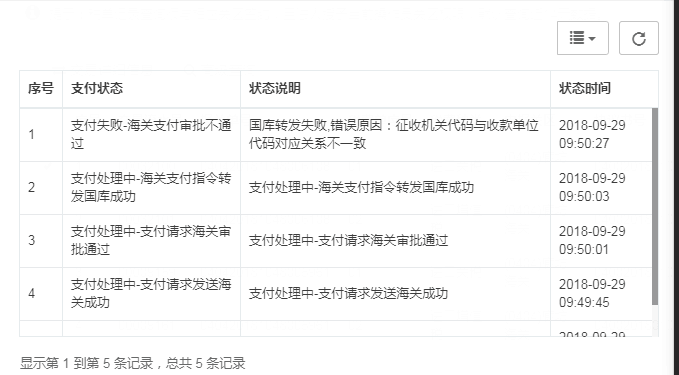 序号 支付状态 状态说明 状态时间
1 支付失败-海关支付审批不通 国库转发失败,错误原因：征收机关代码与收款单位 2018-09-29
过 代码对应关系不一致 09:50:27
2 支付处理中-海关支付指令转 支付处理中-海关支付指令转发国库成功 2018-09-29
发国库成功 09:50:03
3 支付处理中-支付请求海关审 支付处理中-支付请求海关审批通过 2018-09-29
批通过 09:50:01
4 支付处理中-支付请求发送海 支付处理中-支付请求发送海关成功 2018-09-29
关成功 09:49:45
2018-09-29
显示第 1 到第 5 条记录，总共 5 条记录